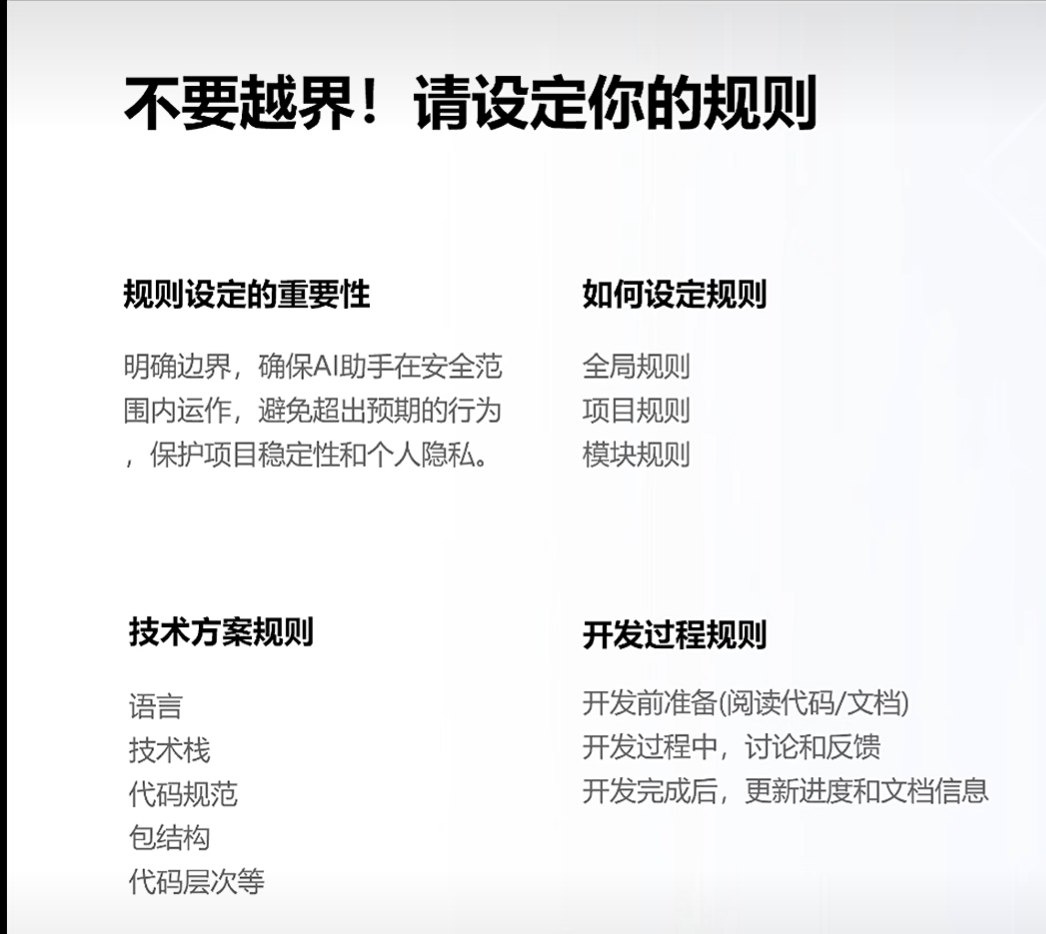 不要越界！请设定你的规则
规则设定的重要性
明确边界，确保AI助手在安全范
围内运作，避免超出预期的行为
，保护项目稳定性和个人隐私。
如何设定规则
全局规则
项目规则
模块规则
技术方案规则
语言
技术栈
代码规范
包结构
代码层次等
开发过程规则
开发前准备(阅读代码/文档)
开发过程中，讨论和反馈
开发完成后，更新进度和文档信息